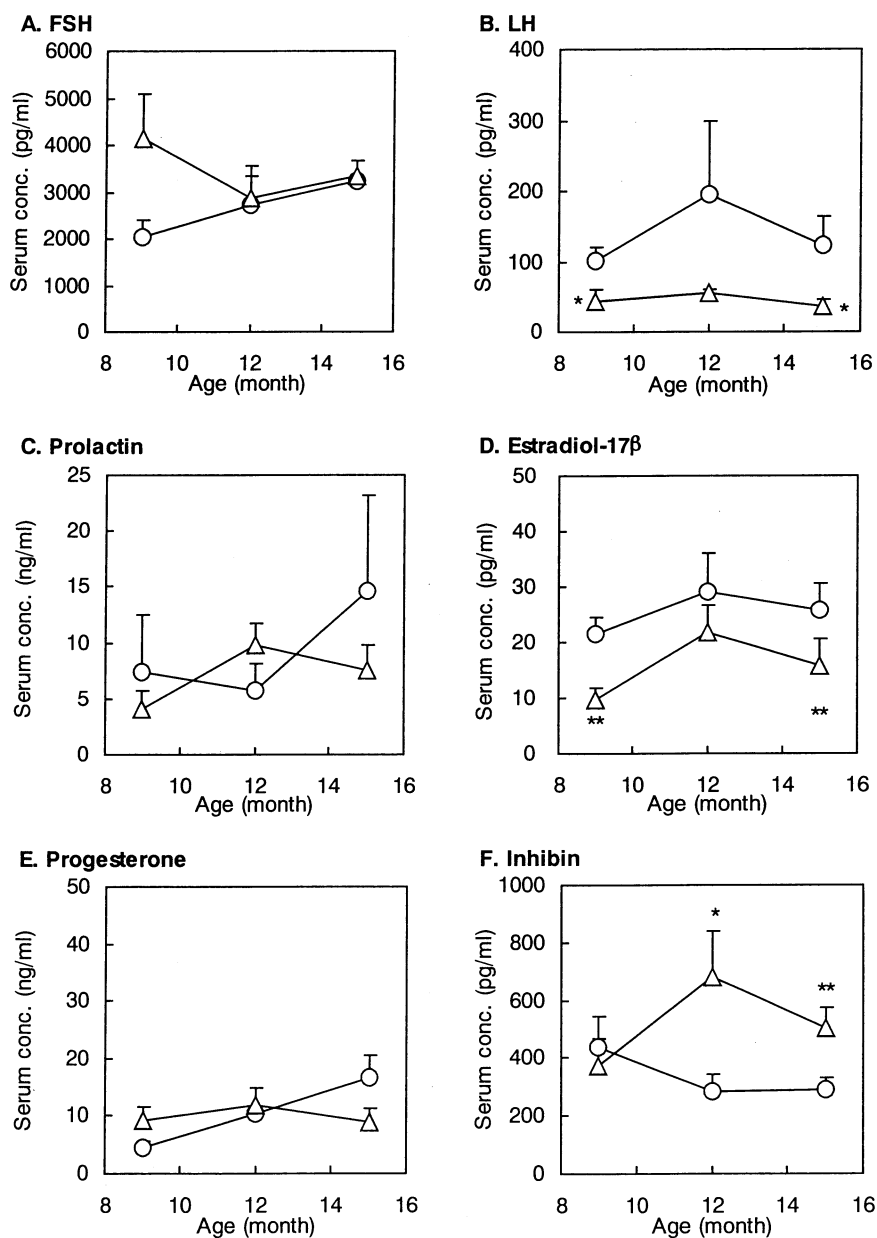 A. FSH
6000
5000
4000
3000
2000
1000
0
Serum conc. (pg/ml)
8 10 12 14 16
Age (month)
B. LH
400
300
200
100
0
Serum conc. (pg/ml)
*
*
8 10 12 14 16
Age (month)
C. Prolactin
25
20
15
10
5
0
Serum conc. (ng/ml)
8 10 12 14 16
Age (month)
D. Estradiol-17β
50
40
30
20
10
0
Serum conc. (pg/ml)
**
**
8 10 12 14 16
Age (month)
E. Progesterone
50
40
30
20
10
0
Serum conc. (ng/ml)
8 10 12 14 16
Age (month)
F. Inhibin
1000
800
600
400
200
0
Serum conc. (pg/ml)
*
**
8 10 12 14 16
Age (month)